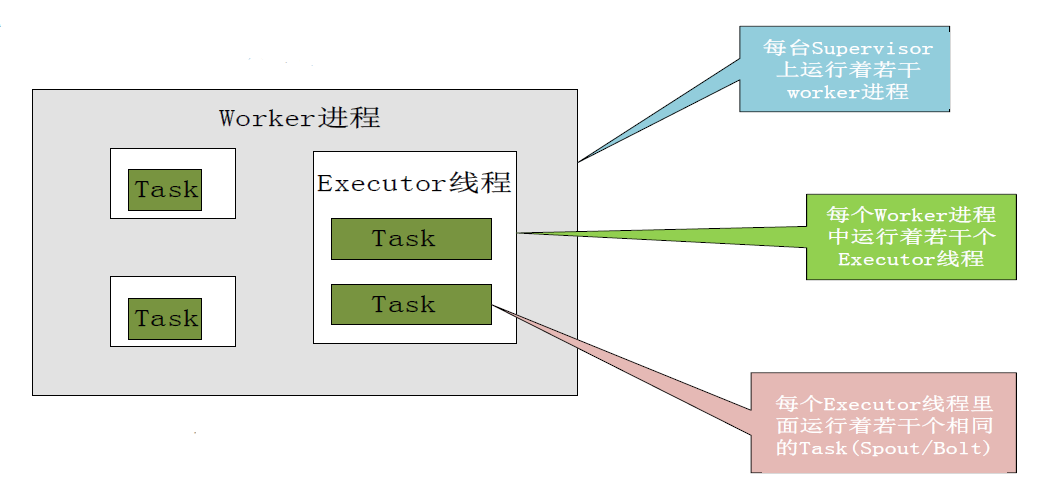 每台Supervisor
上运行着若干
worker进程
Worker进程
Task
Executor线程
Task
Task
Task
每个Worker进程
中运行着若干个
Executor线程
每个Executor线程里
面运行着若干个相同
的Task(Spout/Bolt)